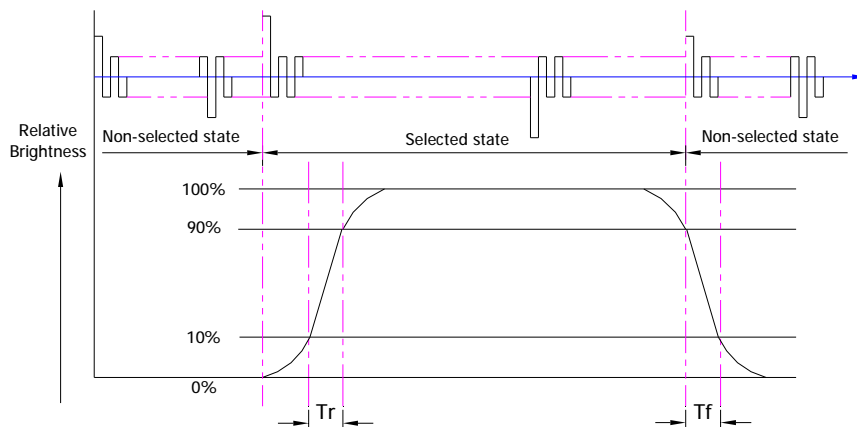 Relative
Brightness
Non-selected state
Selected state
Non-selected state
100%
90%
10%
0%
Tr
Tf